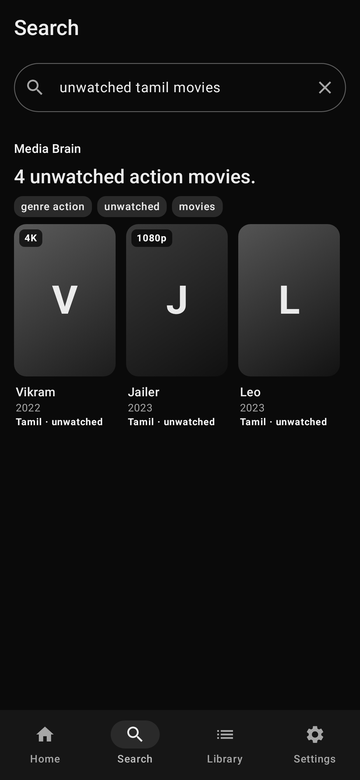 Search
unwatched tamil movies
Media Brain
4 unwatched action movies.
genre action unwatched movies
4K 1080p
V J L
Vikram Jailer Leo
2022 2023 2023
Tamil · unwatched Tamil · unwatched Tamil · unwatched
Home Search Library Settings